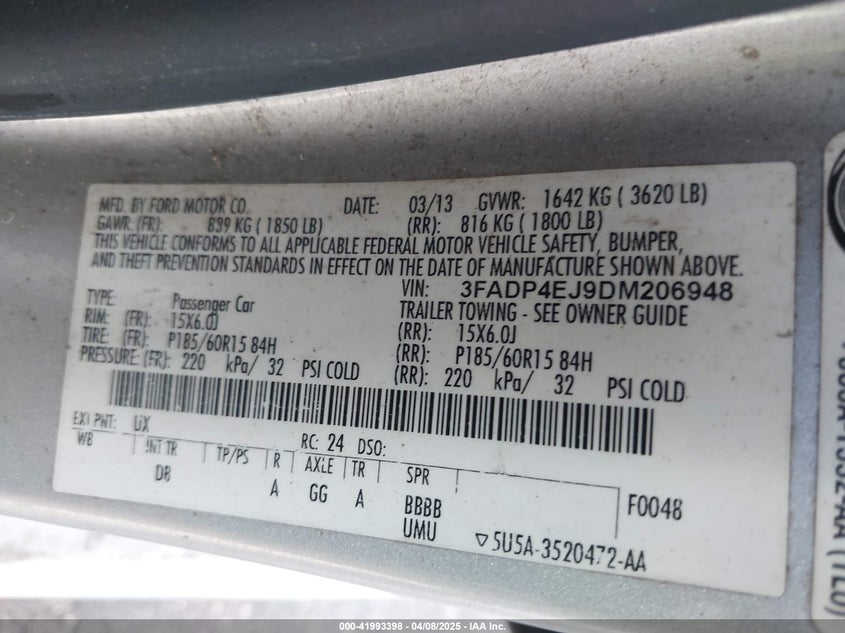 MFD. BY FORD MOTOR CO. DATE: 03/13 GVWR: 1642 KG ( 3620 LB)
GAWR: (FR): 839 KG ( 1850 LB) (RR): 816 KG ( 1800 LB)
THIS VEHICLE CONFORMS TO ALL APPLICABLE FEDERAL MOTOR VEHICLE SAFETY, BUMPER,
AND THEFT PREVENTION STANDARDS IN EFFECT ON THE DATE OF MANUFACTURE SHOWN ABOVE.
VIN: 3FADP4EJ9DM206948
TYPE: Passenger Car TRAILER TOWING - SEE OWNER GUIDE
RIM: (FR): 15X6.0J (RR): 15X6.0J
TIRE: (FR): P185/60R15 84H (RR): P185/60R15 84H
PRESSURE: (FR): 220 kPa/ 32 PSI COLD (RR): 220 kPa/ 32 PSI COLD
EXT PNT: UX RC: 24 DSO:
WB INT TR TP/PS R AXLE TR SPR
DB A GG A BBBB F0048
UMU ▽5U5A-3520472-AA
000-41993398 - 04/08/2025 - IAA Inc.